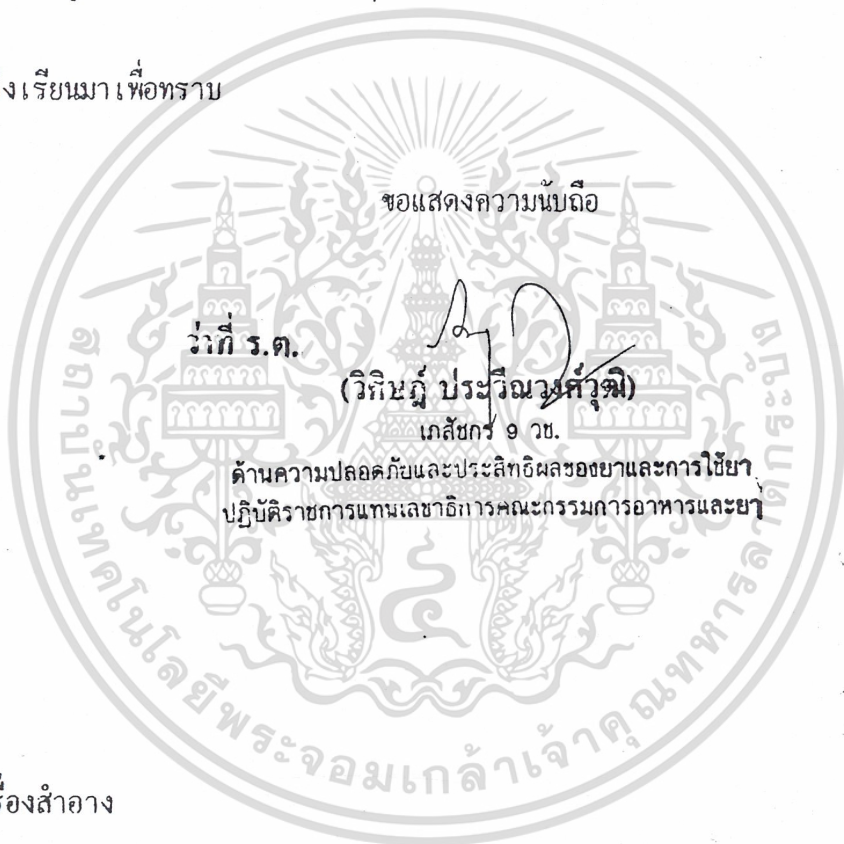 ง เรียนมา เพื่อทราบ
ขอแสดงความนับถือ
ว่าที่ ร.ต.
(วิศิษฎ์ ประวีณวงศ์วุฒิ)
เภสัชกร 9 วช.
ด้านความปลอดภัยและประสิทธิผลของยาและการใช้ยา
ปฏิบัติราชการแทนเลขาธิการคณะกรรมการอาหารและยา
สถาบันเทคโนโลยีพระจอมเกล้าเจ้าคุณทหารลาดกระบัง
รื่องสำอาง